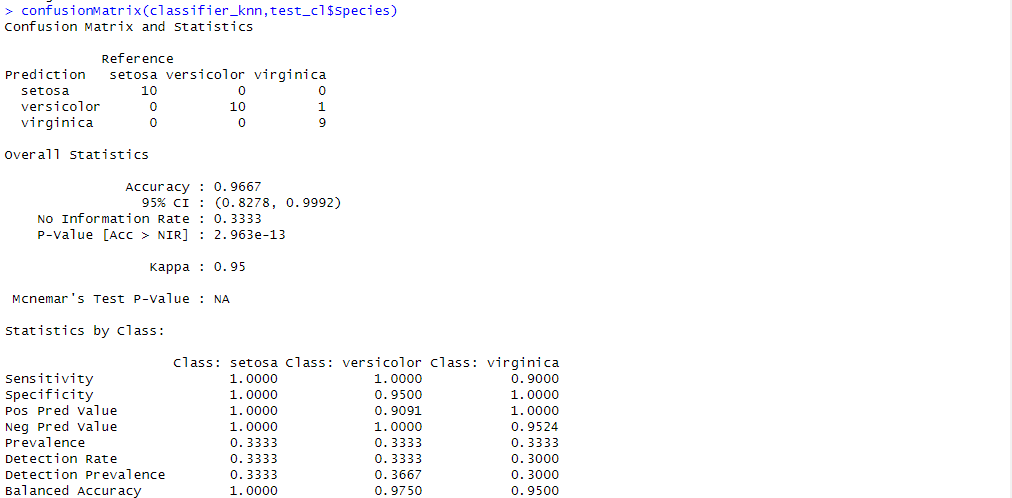 > confusionMatrix(classifier_knn,test_cl$Species)
Confusion Matrix and Statistics
Reference
Prediction setosa versicolor virginica
setosa 10 0 0
versicolor 0 10 1
virginica 0 0 9
Overall Statistics
Accuracy : 0.9667
95% CI : (0.8278, 0.9992)
No Information Rate : 0.3333
P-Value [Acc > NIR] : 2.963e-13
Kappa : 0.95
Mcnemar's Test P-Value : NA
Statistics by Class:
Class: setosa Class: versicolor Class: virginica
Sensitivity 1.0000 1.0000 0.9000
Specificity 1.0000 0.9500 1.0000
Pos Pred Value 1.0000 0.9091 1.0000
Neg Pred Value 1.0000 1.0000 0.9524
Prevalence 0.3333 0.3333 0.3333
Detection Rate 0.3333 0.3333 0.3000
Detection Prevalence 0.3333 0.3667 0.3000
Balanced Accuracy 1.0000 0.9750 0.9500